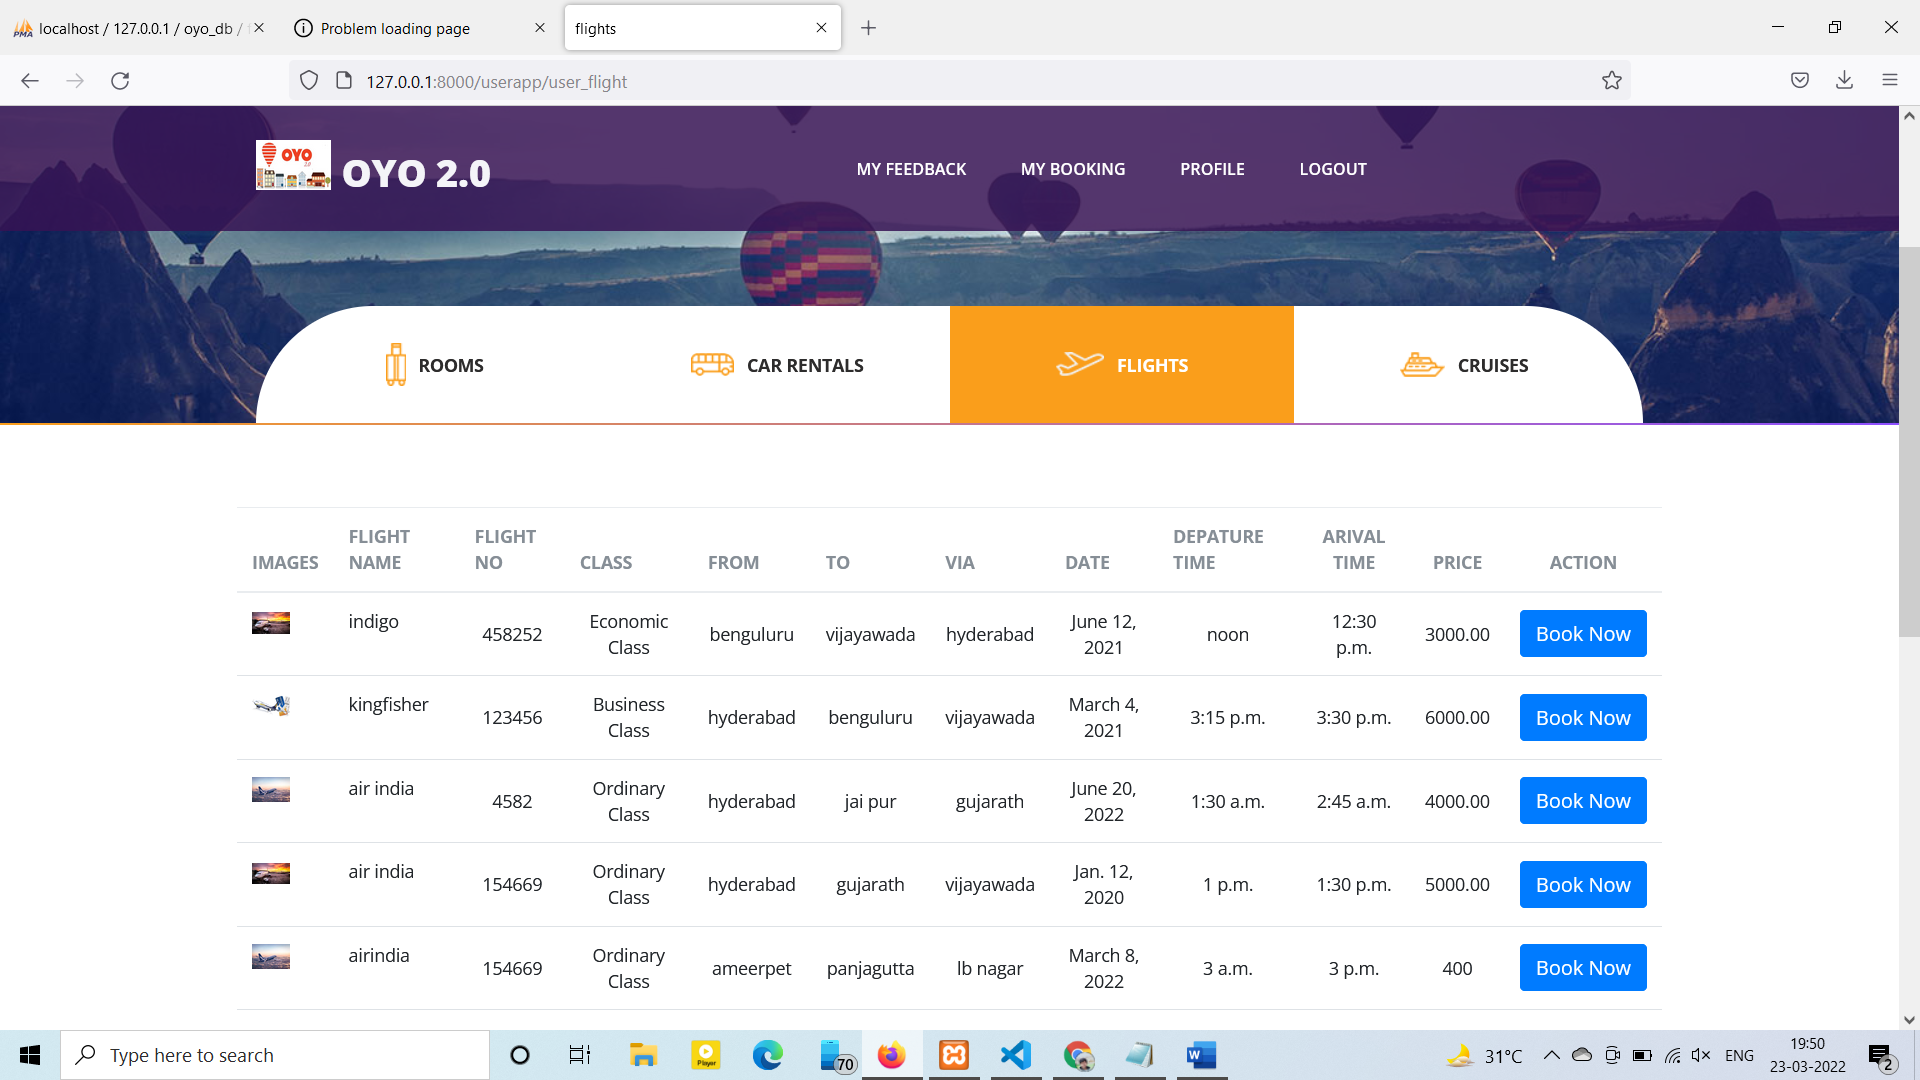 localhost / 127.0.0.1 / oyo_db /
Problem loading page
flights
127.0.0.1:8000/userapp/user_flight
OYO
2.0
OYO 2.0
MY FEEDBACK
MY BOOKING
PROFILE
LOGOUT
ROOMS
CAR RENTALS
FLIGHTS
CRUISES
IMAGES FLIGHT NAME FLIGHT NO CLASS FROM TO VIA DATE DEPATURE TIME ARIVAL TIME PRICE ACTION
indigo 458252 Economic Class benguluru vijayawada hyderabad June 12, 2021 noon 12:30 p.m. 3000.00 Book Now
kingfisher 123456 Business Class hyderabad benguluru vijayawada March 4, 2021 3:15 p.m. 3:30 p.m. 6000.00 Book Now
air india 4582 Ordinary Class hyderabad jai pur gujarath June 20, 2022 1:30 a.m. 2:45 a.m. 4000.00 Book Now
air india 154669 Ordinary Class hyderabad gujarath vijayawada Jan. 12, 2020 1 p.m. 1:30 p.m. 5000.00 Book Now
airindia 154669 Ordinary Class ameerpet panjagutta lb nagar March 8, 2022 3 a.m. 3 p.m. 400 Book Now
Type here to search
Player
70
W
31°C
ENG
19:50
23-03-2022
2